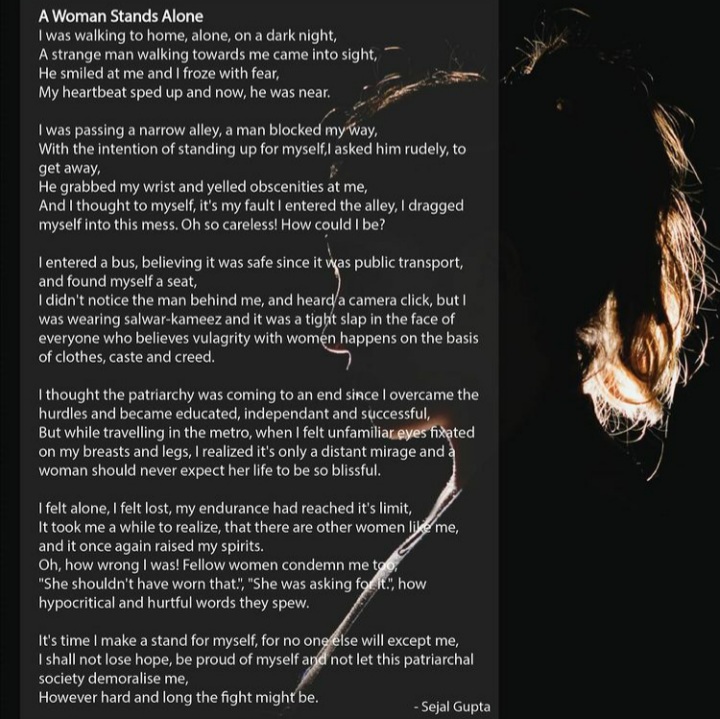 A Woman Stands Alone
I was walking to home, alone, on a dark night,
A strange man walking towards me came into sight,
He smiled at me and I froze with fear,
My heartbeat sped up and now, he was near.

I was passing a narrow alley, a man blocked my way,
With the intention of standing up for myself,I asked him rudely, to
get away,
He grabbed my wrist and yelled obscenities at me,
And I thought to myself, it's my fault I entered the alley, I dragged
myself into this mess. Oh so careless! How could I be?

I entered a bus, believing it was safe since it was public transport,
and found myself a seat,
I didn't notice the man behind me, and heard a camera click, but I
was wearing salwar-kameez and it was a tight slap in the face of
everyone who believes vulagrity with women happens on the basis
of clothes, caste and creed.

I thought the patriarchy was coming to an end since I overcame the
hurdles and became educated, independant and successful,
But while travelling in the metro, when I felt unfamiliar eyes fixated
on my breasts and legs, I realized it's only a distant mirage and a
woman should never expect her life to be so blissful.

I felt alone, I felt lost, my endurance had reached it's limit,
It took me a while to realize, that there are other women like me,
and it once again raised my spirits.
Oh, how wrong I was! Fellow women condemn me too,
"She shouldn't have worn that.", "She was asking for it.", how
hypocritical and hurtful words they spew.

It's time I make a stand for myself, for no one else will except me,
I shall not lose hope, be proud of myself and not let this patriarchal
society demoralise me,
However hard and long the fight might be.
- Sejal Gupta